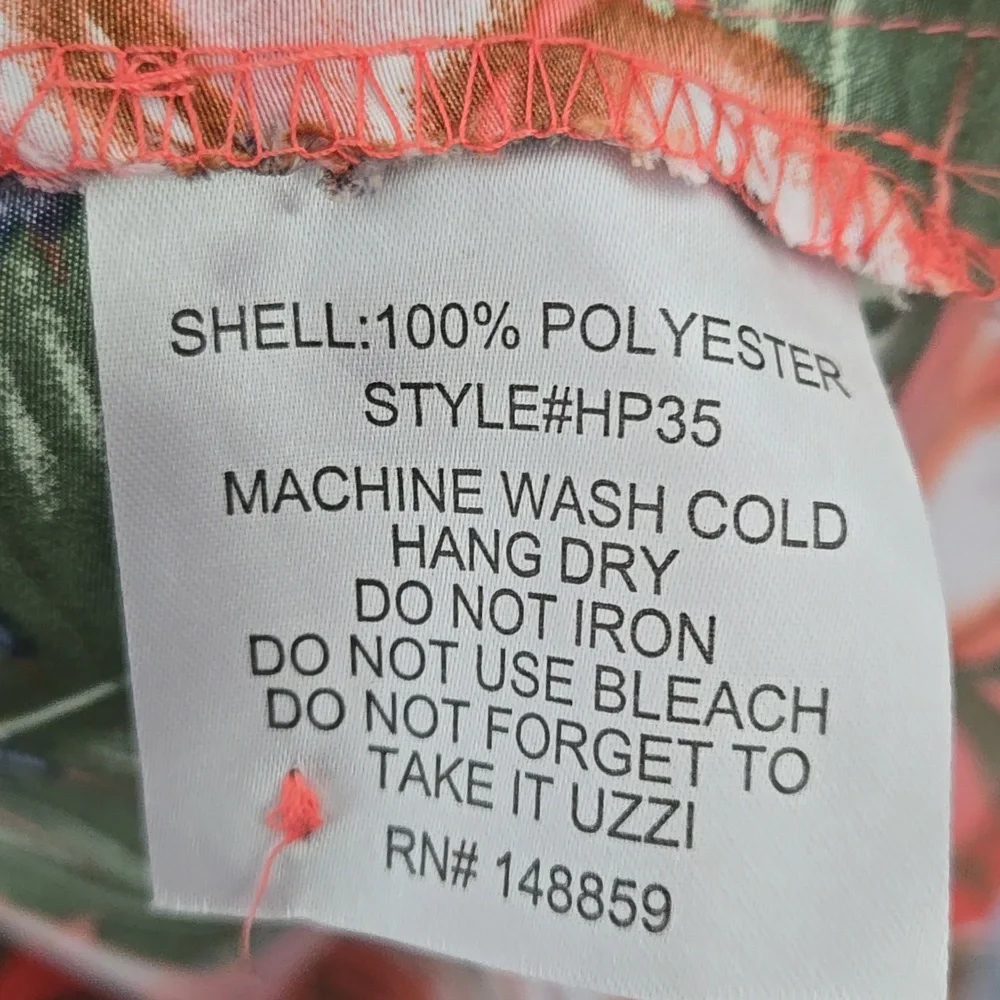 SHELL:100% POLYESTER
STYLE#HP35
MACHINE WASH COLD
HANG DRY
DO NOT IRON
DO NOT USE BLEACH
DO NOT FORGET TO
TAKE IT UZZI
RN# 148859